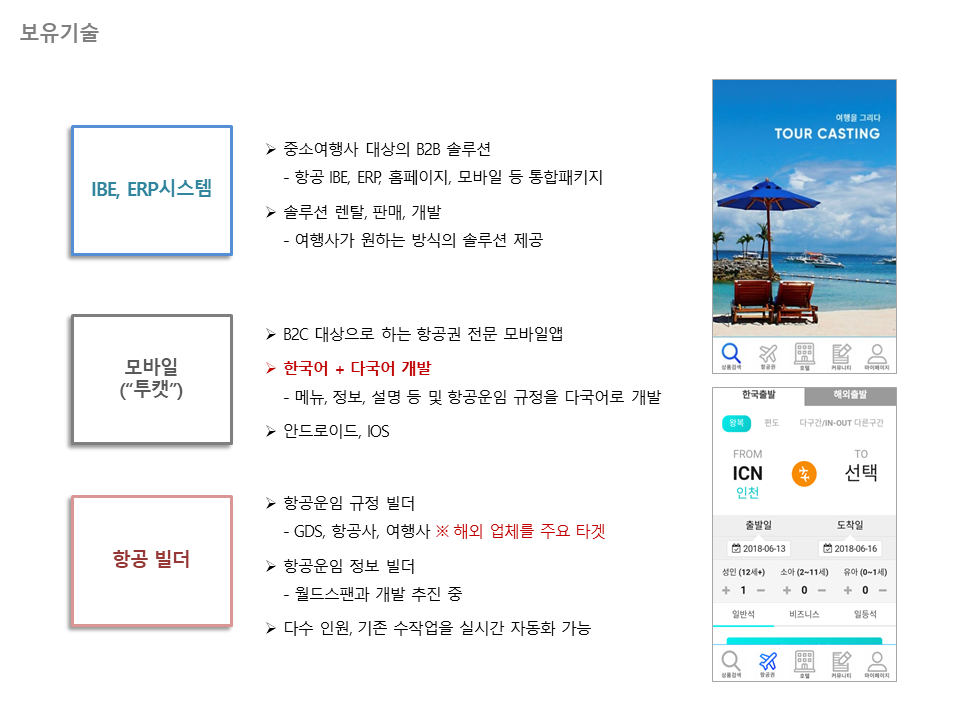 보유기술
IBE, ERP시스템
➢ 중소여행사 대상의 B2B 솔루션
- 항공 IBE, ERP, 홈페이지, 모바일 등 통합패키지
➢ 솔루션 렌탈, 판매, 개발
- 여행사가 원하는 방식의 솔루션 제공
모바일
(“투캣”)
➢ B2C 대상으로 하는 항공권 전문 모바일앱
➢ 한국어 + 다국어 개발
- 메뉴, 정보, 설명 등 및 항공운임 규정을 다국어로 개발
➢ 안드로이드, IOS
항공 빌더
➢ 항공운임 규정 빌더
- GDS, 항공사, 여행사 ※ 해외 업체를 주요 타겟
➢ 항공운임 정보 빌더
- 월드스팬과 개발 추진 중
➢ 다수 인원, 기존 수작업을 실시간 자동화 가능
여행을 그리다
TOUR CASTING
상품검색 항공권 호텔 커뮤니티 마이페이지
한국출발 해외출발
왕복 편도 다구간/IN-OUT 다른구간
FROM TO
ICN 선택
인천
출발일 도착일
2018-06-13 2018-06-16
성인 (12세+) 소아 (2~11세) 유아 (0~1세)
+ 1 − + 0 − + 0 −
일반석 비즈니스 일등석
상품검색 항공권 호텔 커뮤니티 마이페이지